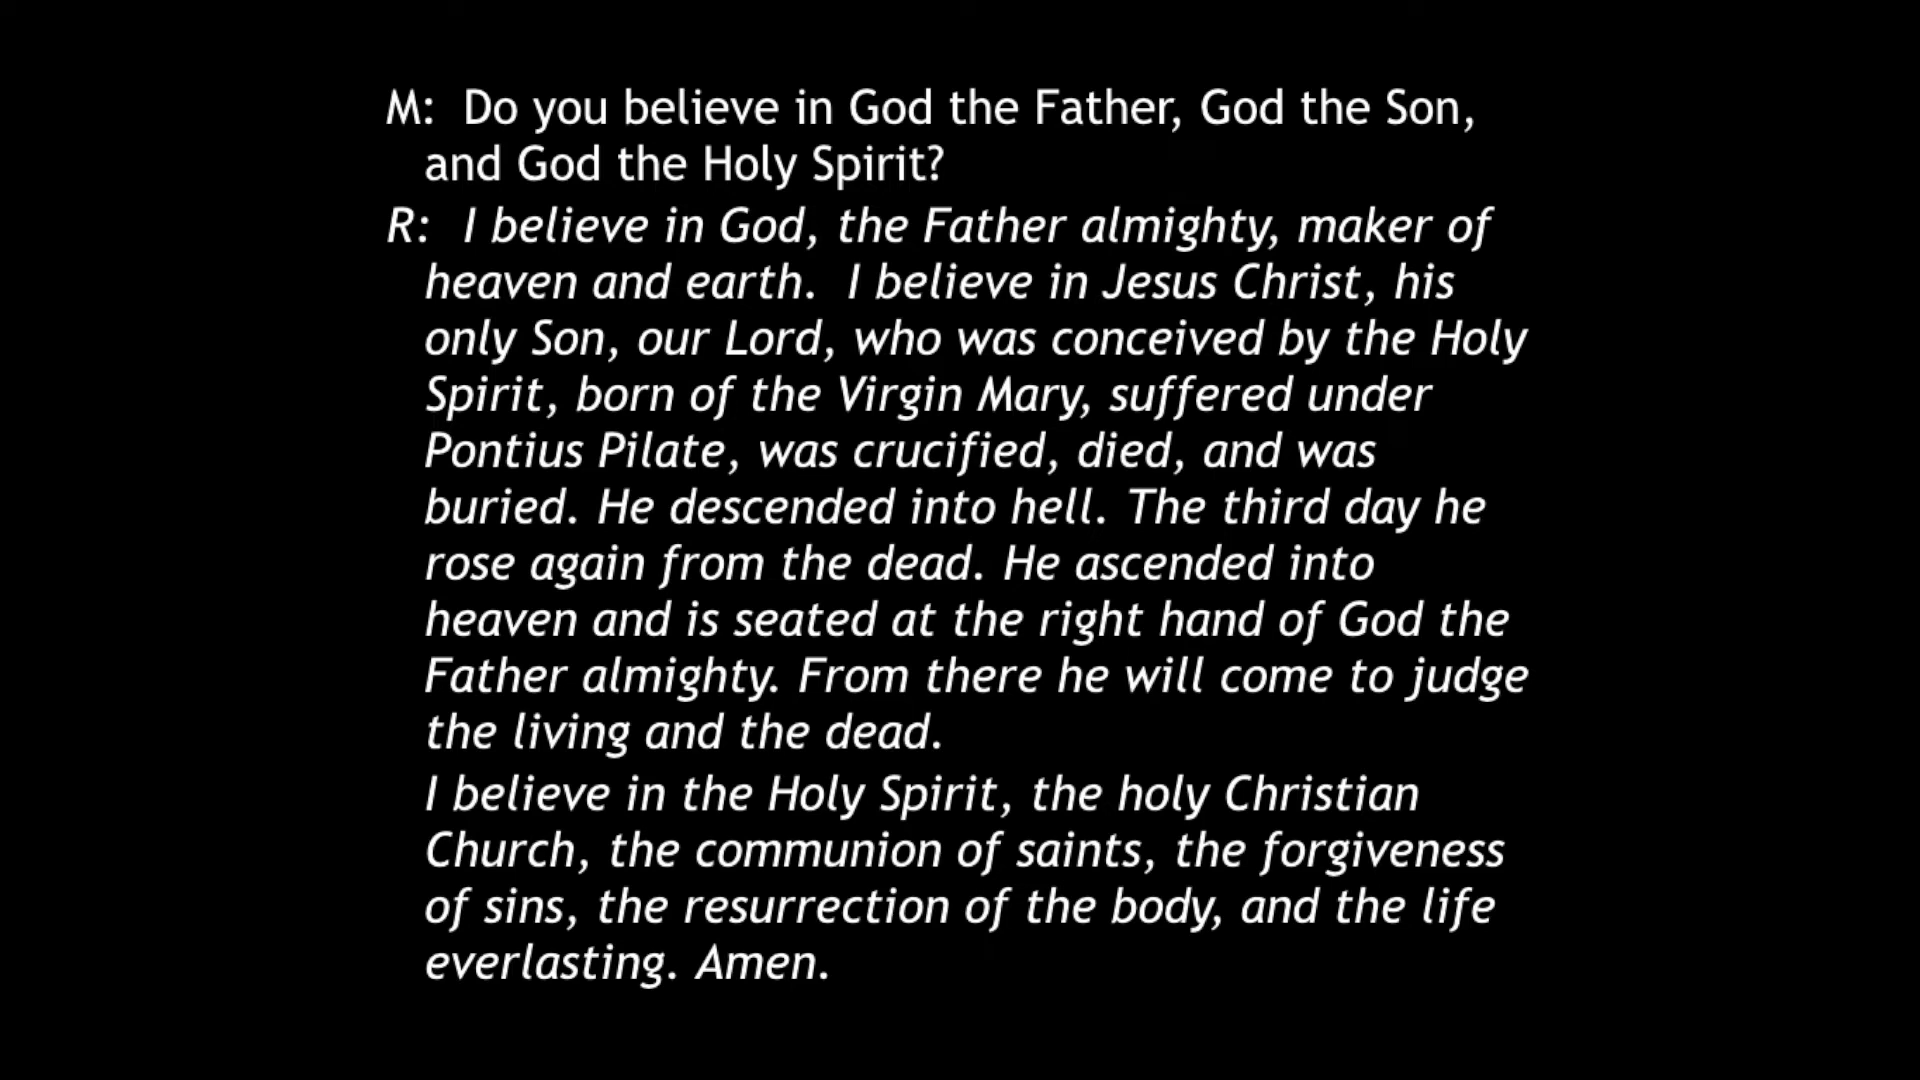 M:  Do you believe in God the Father, God the Son,
and God the Holy Spirit?
R:  I believe in God, the Father almighty, maker of
heaven and earth.  I believe in Jesus Christ, his
only Son, our Lord, who was conceived by the Holy
Spirit, born of the Virgin Mary, suffered under
Pontius Pilate, was crucified, died, and was
buried. He descended into hell. The third day he
rose again from the dead. He ascended into
heaven and is seated at the right hand of God the
Father almighty. From there he will come to judge
the living and the dead.
I believe in the Holy Spirit, the holy Christian
Church, the communion of saints, the forgiveness
of sins, the resurrection of the body, and the life
everlasting. Amen.